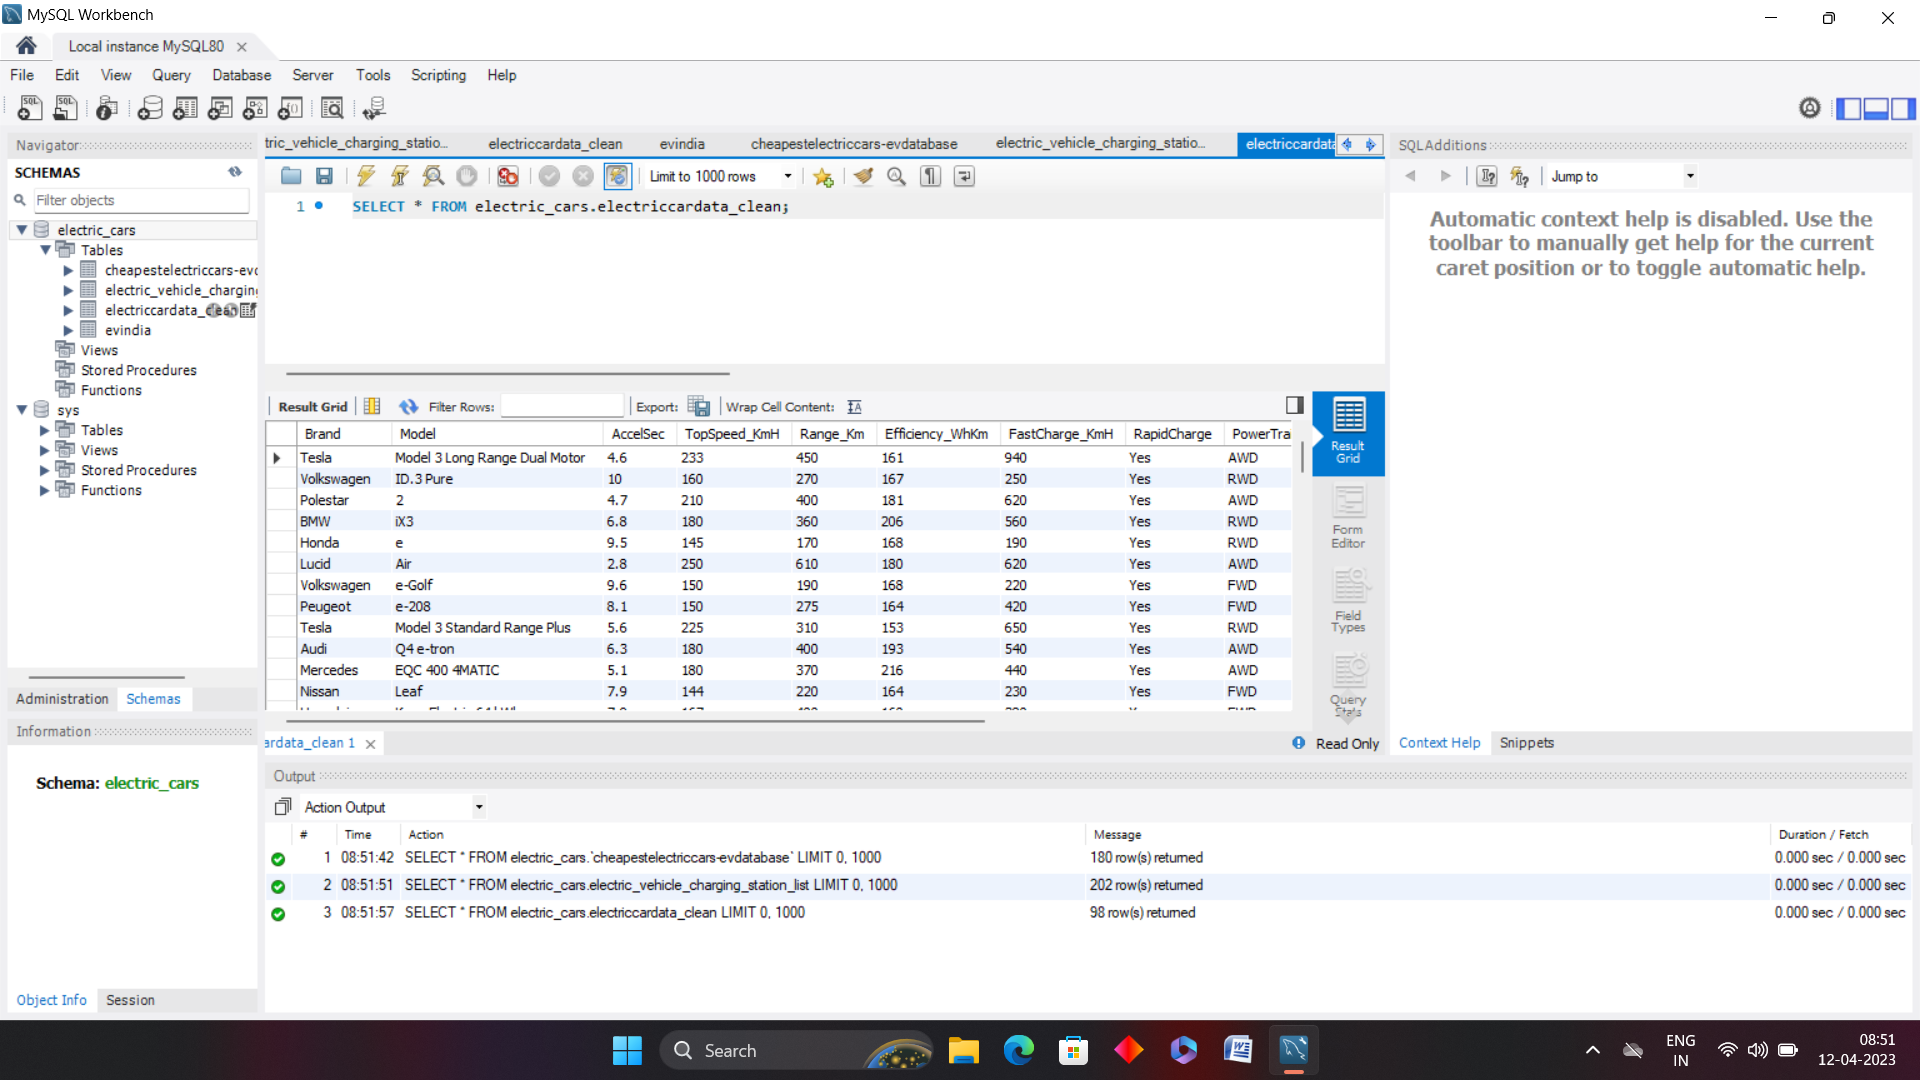 MySQL Workbench
Local instance MySQL80
File Edit View Query Database Server Tools Scripting Help
Navigator
SCHEMAS
Filter objects
electric_cars
Tables
cheapestelectriccars-evc
electric_vehicle_chargin
electriccardata_clean
evindia
Views
Stored Procedures
Functions
sys
Tables
Views
Stored Procedures
Functions
Administration Schemas
Information
Schema: electric_cars
Object Info Session
tric_vehicle_charging_statio... electriccardata_clean evindia cheapestelectriccars-evdatabase electric_vehicle_charging_statio... electriccardata
Limit to 1000 rows
1 SELECT * FROM electric_cars.electriccardata_clean;
Result Grid Filter Rows: Export: Wrap Cell Content:
Brand Model AccelSec TopSpeed_KmH Range_Km Efficiency_WhKm FastCharge_KmH RapidCharge PowerTrai
Tesla Model 3 Long Range Dual Motor 4.6 233 450 161 940 Yes AWD
Volkswagen ID.3 Pure 10 160 270 167 250 Yes RWD
Polestar 2 4.7 210 400 181 620 Yes AWD
BMW iX3 6.8 180 360 206 560 Yes RWD
Honda e 9.5 145 170 168 190 Yes RWD
Lucid Air 2.8 250 610 180 620 Yes AWD
Volkswagen e-Golf 9.6 150 190 168 220 Yes FWD
Peugeot e-208 8.1 150 275 164 420 Yes FWD
Tesla Model 3 Standard Range Plus 5.6 225 310 153 650 Yes RWD
Audi Q4 e-tron 6.3 180 400 193 540 Yes AWD
Mercedes EQC 400 4MATIC 5.1 180 370 216 440 Yes AWD
Nissan Leaf 7.9 144 220 164 230 Yes FWD
Result Grid
Form Editor
Field Types
Query Stats
ardata_clean 1
Read Only
SQLAdditions
Jump to
Automatic context help is disabled. Use the
toolbar to manually get help for the current
caret position or to toggle automatic help.
Context Help Snippets
Output
Action Output
# Time Action Message Duration / Fetch
1 08:51:42 SELECT * FROM electric_cars.`cheapestelectriccars-evdatabase` LIMIT 0, 1000 180 row(s) returned 0.000 sec / 0.000 sec
2 08:51:51 SELECT * FROM electric_cars.electric_vehicle_charging_station_list LIMIT 0, 1000 202 row(s) returned 0.000 sec / 0.000 sec
3 08:51:57 SELECT * FROM electric_cars.electriccardata_clean LIMIT 0, 1000 98 row(s) returned 0.000 sec / 0.000 sec
Search
ENG
IN
08:51
12-04-2023